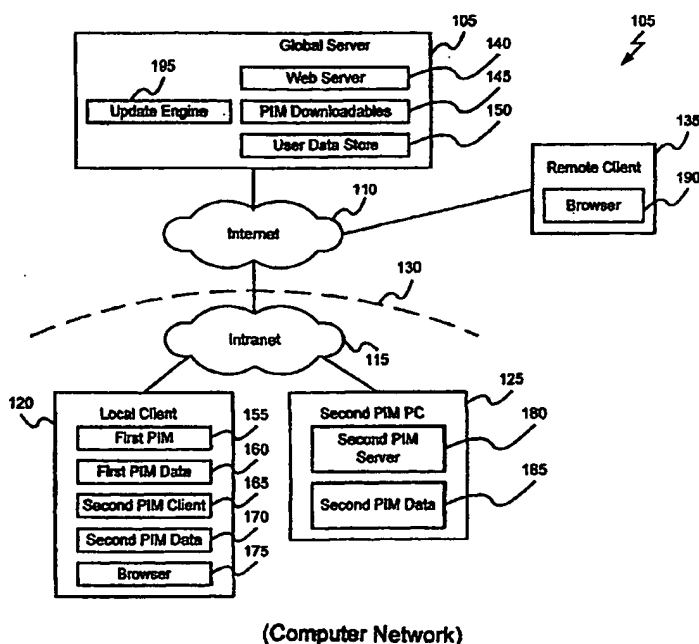 105
Global Server
105
140
Web Server
195
145
Update Engine
PIM Downloadables
150
User Data Store
135
Remote Client
190
Browser
110
Internet
130
Intranet
115
120
125
Local Client
155
First PIM
160
First PIM Data
165
Second PIM Client
170
Second PIM Data
175
Browser
Second PIM PC
180
Second PIM
Server
185
Second PIM Data
(Computer Network)